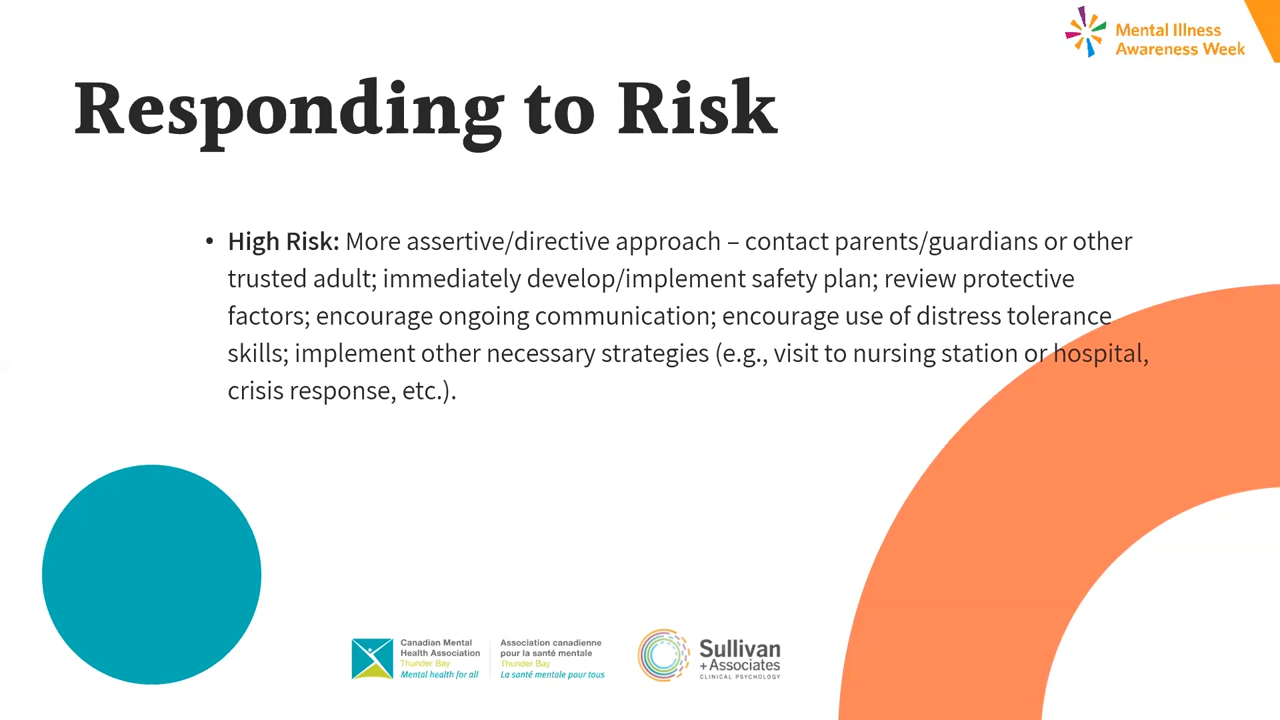 Mental Illness
Awareness Week
Responding to Risk
• High Risk: More assertive/directive approach – contact parents/guardians or other
trusted adult; immediately develop/implement safety plan; review protective
factors; encourage ongoing communication; encourage use of distress tolerance
skills; implement other necessary strategies (e.g., visit to nursing station or hospital,
crisis response, etc.).
Canadian Mental
Health Association
Thunder Bay
Mental health for all
Association canadienne
pour la santé mentale
Thunder Bay
La santé mentale pour tous
Sullivan
+Associates
CLINICAL PSYCHOLOGY